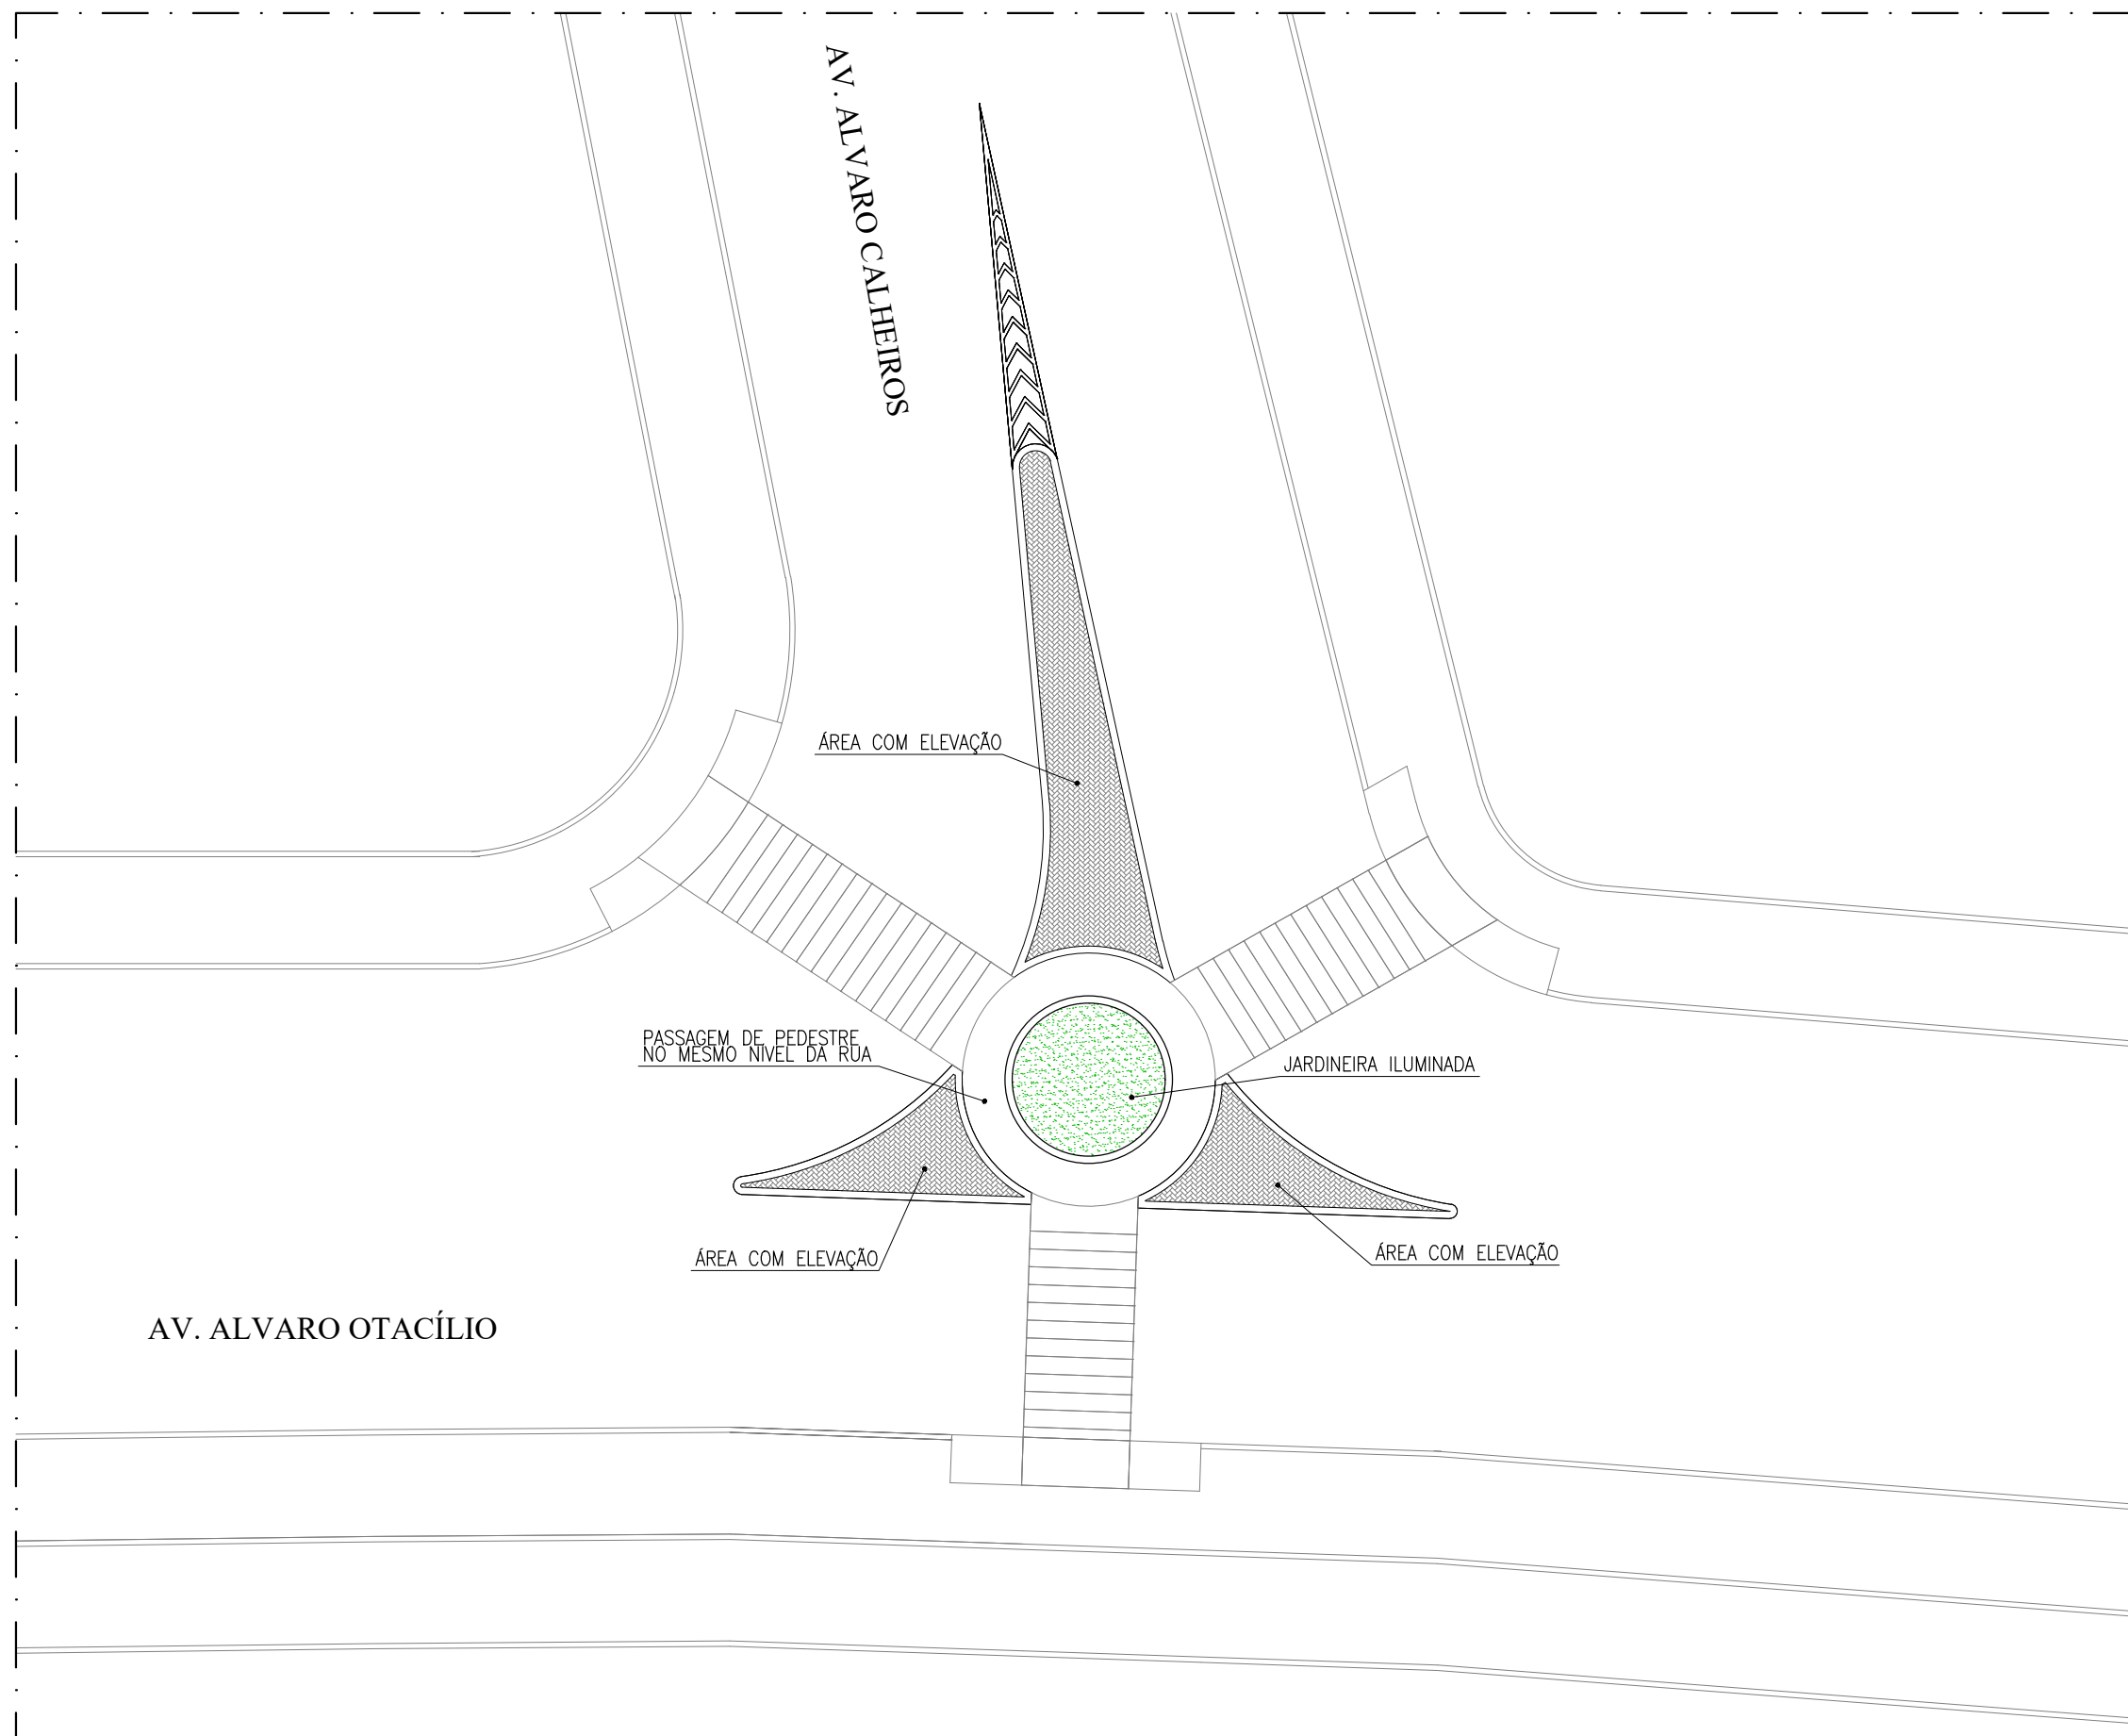 AV. ALVARO CALHEIROS
ÁREA COM ELEVAÇÃO
PASSAGEM DE PEDESTRE
NO MESMO NÍVEL DA RUA
JARDINEIRA ILUMINADA
ÁREA COM ELEVAÇÃO
ÁREA COM ELEVAÇÃO
AV. ALVARO OTACÍLIO